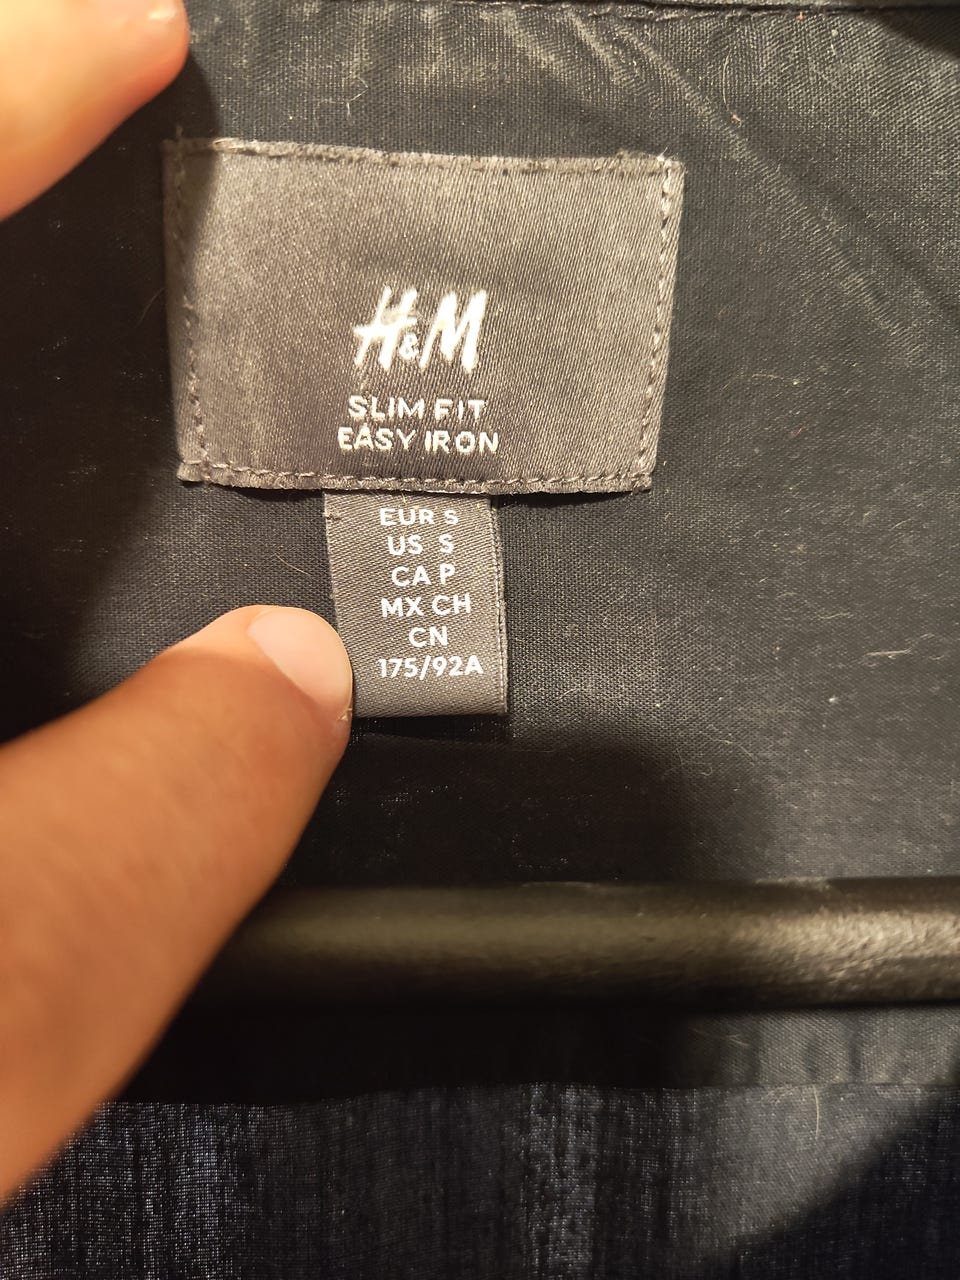 H&M
SLIM FIT
EASY IRON
EUR S
US S
CA P
MX CH
CN
175/92A